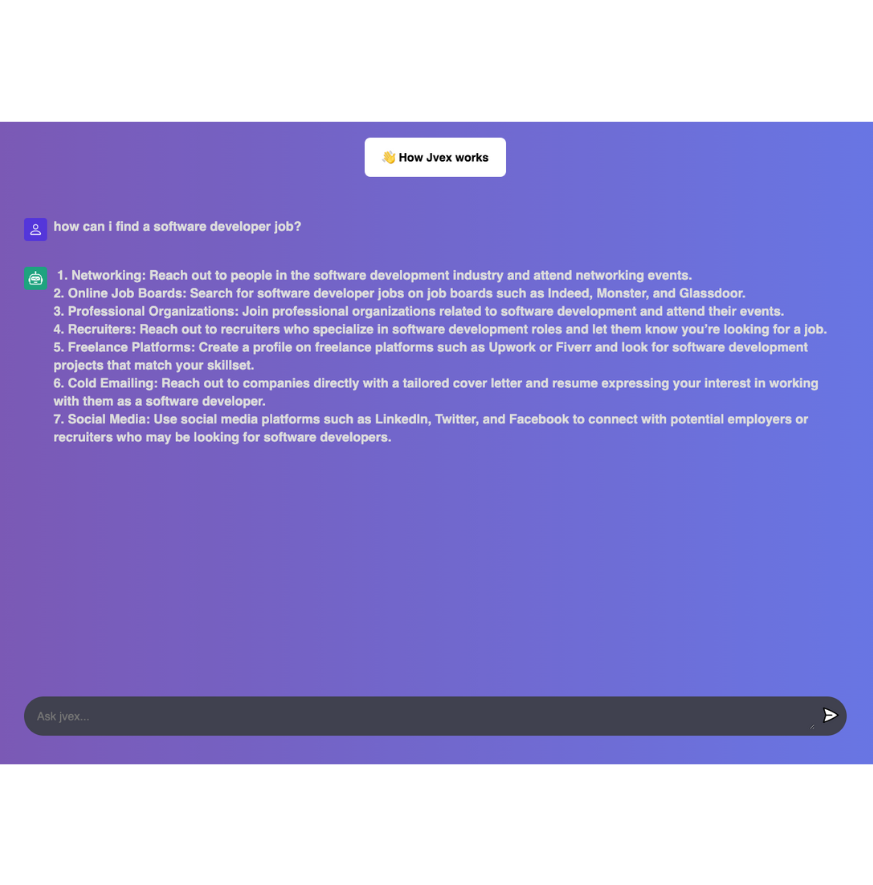 👋 How Jvex works
how can i find a software developer job?
1. Networking: Reach out to people in the software development industry and attend networking events.
2. Online Job Boards: Search for software developer jobs on job boards such as Indeed, Monster, and Glassdoor.
3. Professional Organizations: Join professional organizations related to software development and attend their events.
4. Recruiters: Reach out to recruiters who specialize in software development roles and let them know you’re looking for a job.
5. Freelance Platforms: Create a profile on freelance platforms such as Upwork or Fiverr and look for software development
projects that match your skillset.
6. Cold Emailing: Reach out to companies directly with a tailored cover letter and resume expressing your interest in working
with them as a software developer.
7. Social Media: Use social media platforms such as LinkedIn, Twitter, and Facebook to connect with potential employers or
recruiters who may be looking for software developers.
Ask jvex...